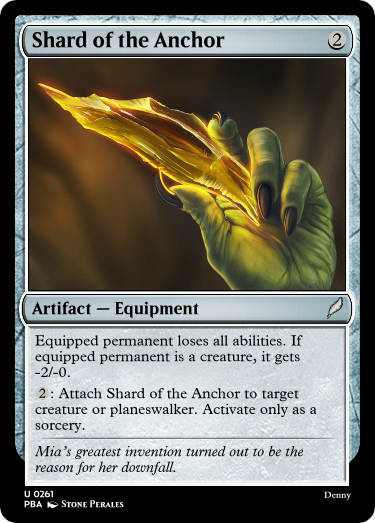 Shard of the Anchor 2
Artifact — Equipment
Equipped permanent loses all abilities. If
equipped permanent is a creature, it gets
-2/-0.
2 : Attach Shard of the Anchor to target
creature or planeswalker. Activate only as a
sorcery.
Mia's greatest invention turned out to be the
reason for her downfall.
U 0261
PBA Stone Perales Denny